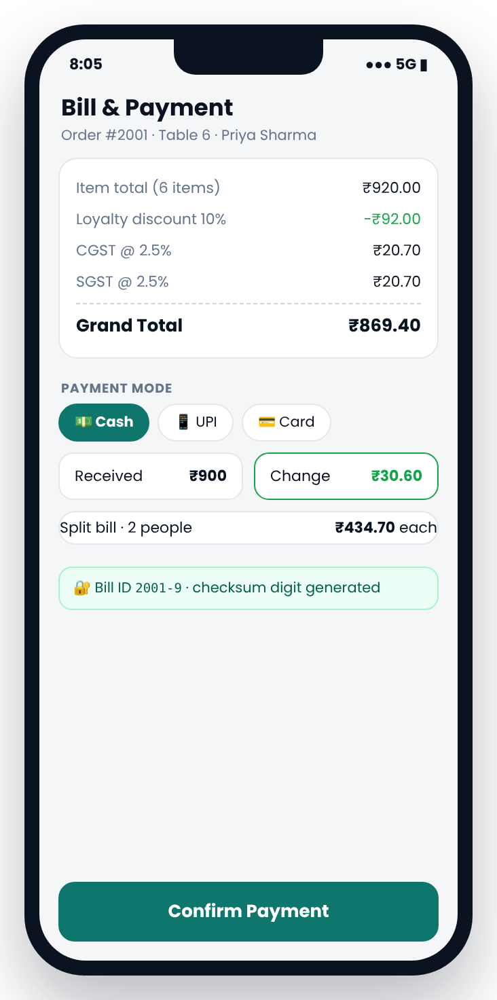 8:05 ●●● 5G ▮
Bill & Payment
Order #2001 · Table 6 · Priya Sharma
Item total (6 items) ₹920.00
Loyalty discount 10% −₹92.00
CGST @ 2.5% ₹20.70
SGST @ 2.5% ₹20.70
Grand Total ₹869.40
PAYMENT MODE
💵 Cash 📱 UPI 💳 Card
Received ₹900 Change ₹30.60
Split bill · 2 people ₹434.70 each
🔐 Bill ID 2001-9 · checksum digit generated
Confirm Payment